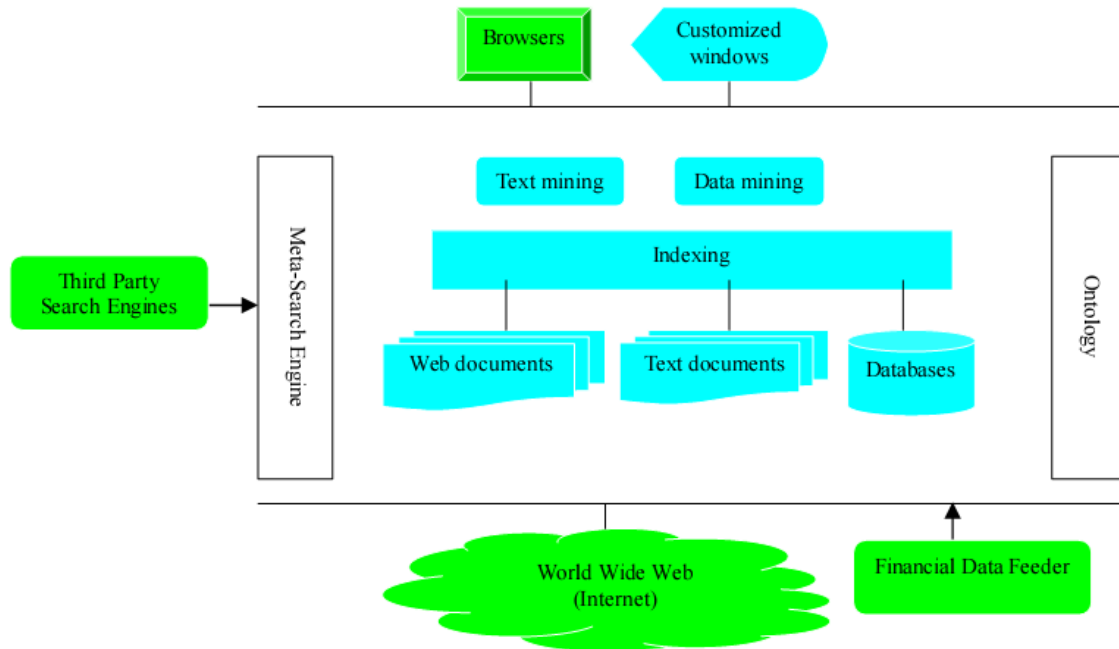 Browsers
Customized
windows
Text mining
Data mining
Indexing
Meta-Search Engine
Ontology
Third Party
Search Engines
Web documents
Text documents
Databases
World Wide Web
(Internet)
Financial Data Feeder